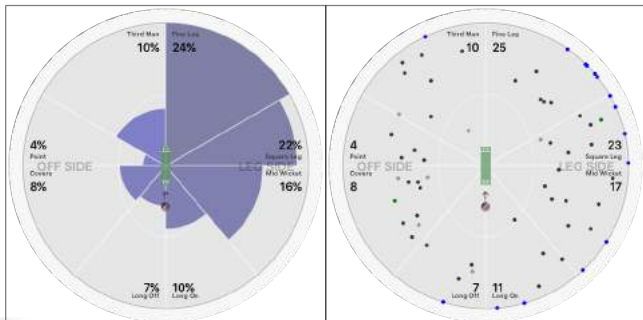 Third Man
10%
Fine Leg
24%
4%
Point
Covers
8%
OFF SIDE
LEG SIDE
22%
Square Leg
Mid Wicket
16%
7%
Long Off
10%
Long On
Third Man
10
Fine Leg
25
4
Point
Covers
8
OFF SIDE
LEG SIDE
23
Square Leg
Mid Wicket
17
7
Long Off
11
Long On